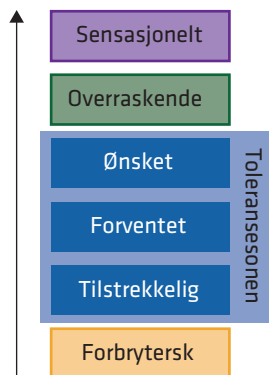 Sensasjonelt
Overraskende
Ønsket
Forventet
Tilstrekkelig
Toleransesonen
Forbrytersk